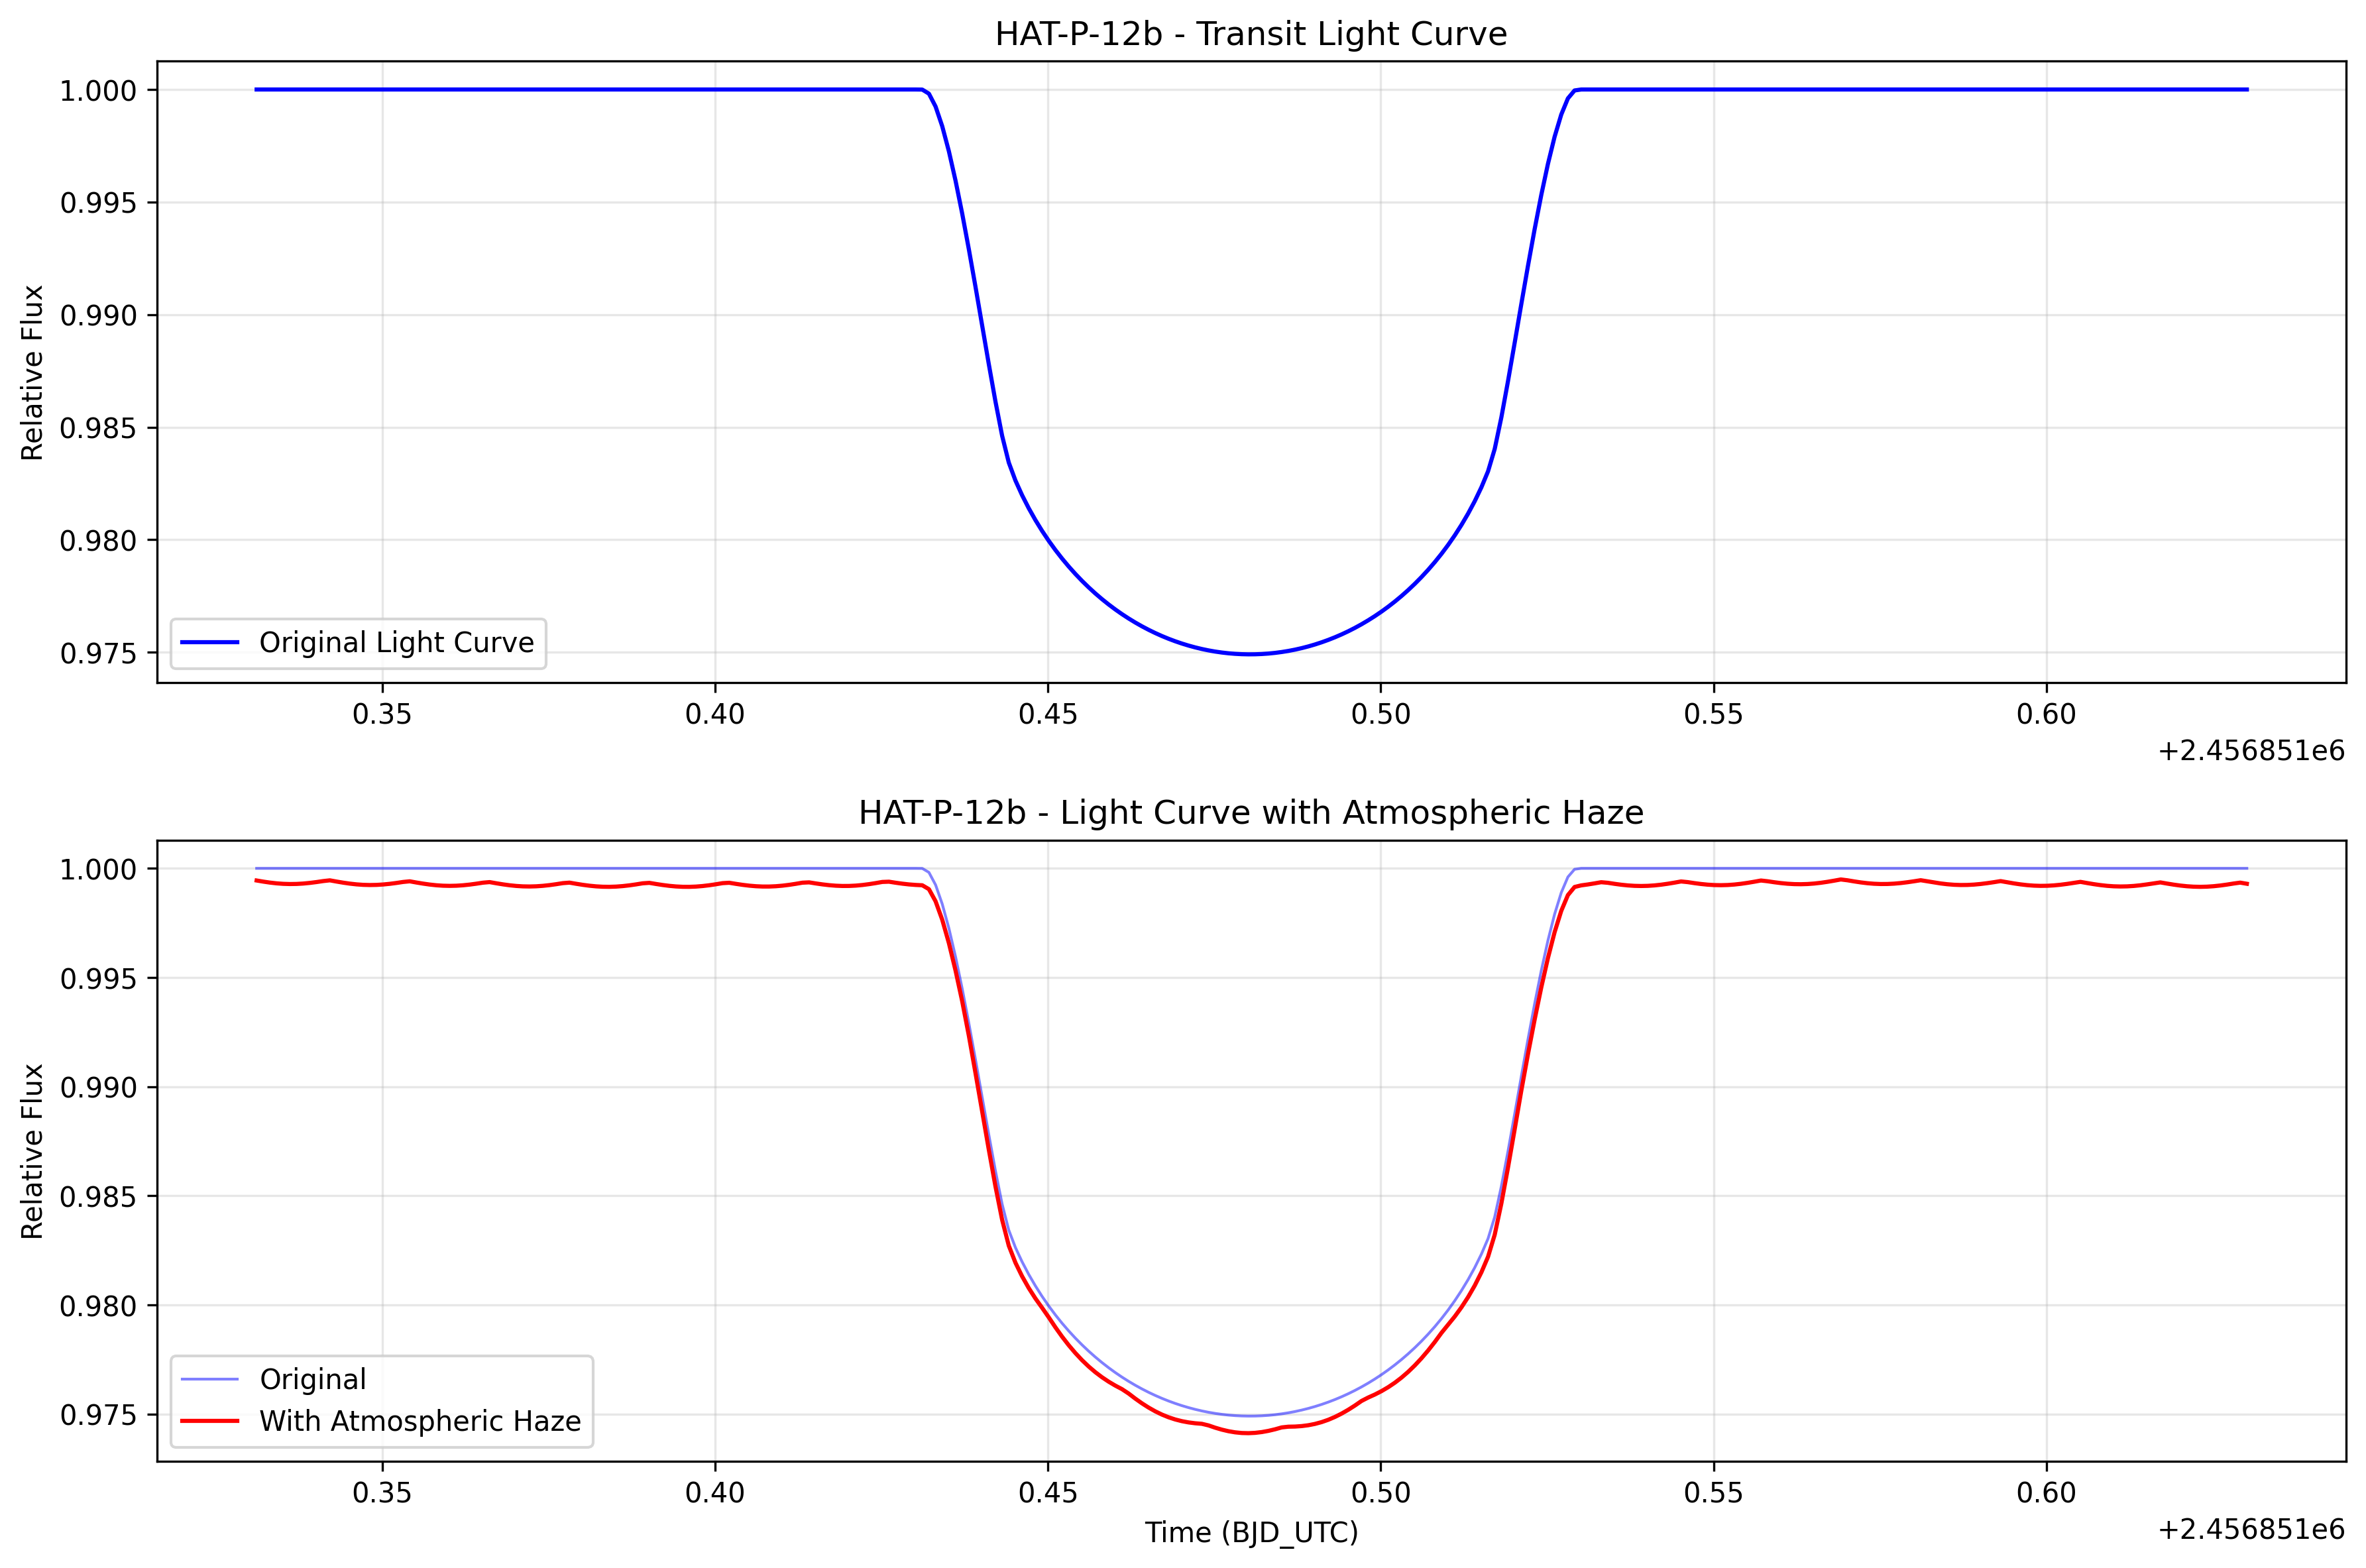 HAT-P-12b - Transit Light Curve
Relative Flux
1.000
0.995
0.990
0.985
0.980
0.975
Original Light Curve
0.35 0.40 0.45 0.50 0.55 0.60
+2.456851e6
HAT-P-12b - Light Curve with Atmospheric Haze
Relative Flux
1.000
0.995
0.990
0.985
0.980
0.975
Original
With Atmospheric Haze
0.35 0.40 0.45 0.50 0.55 0.60
Time (BJD_UTC)
+2.456851e6